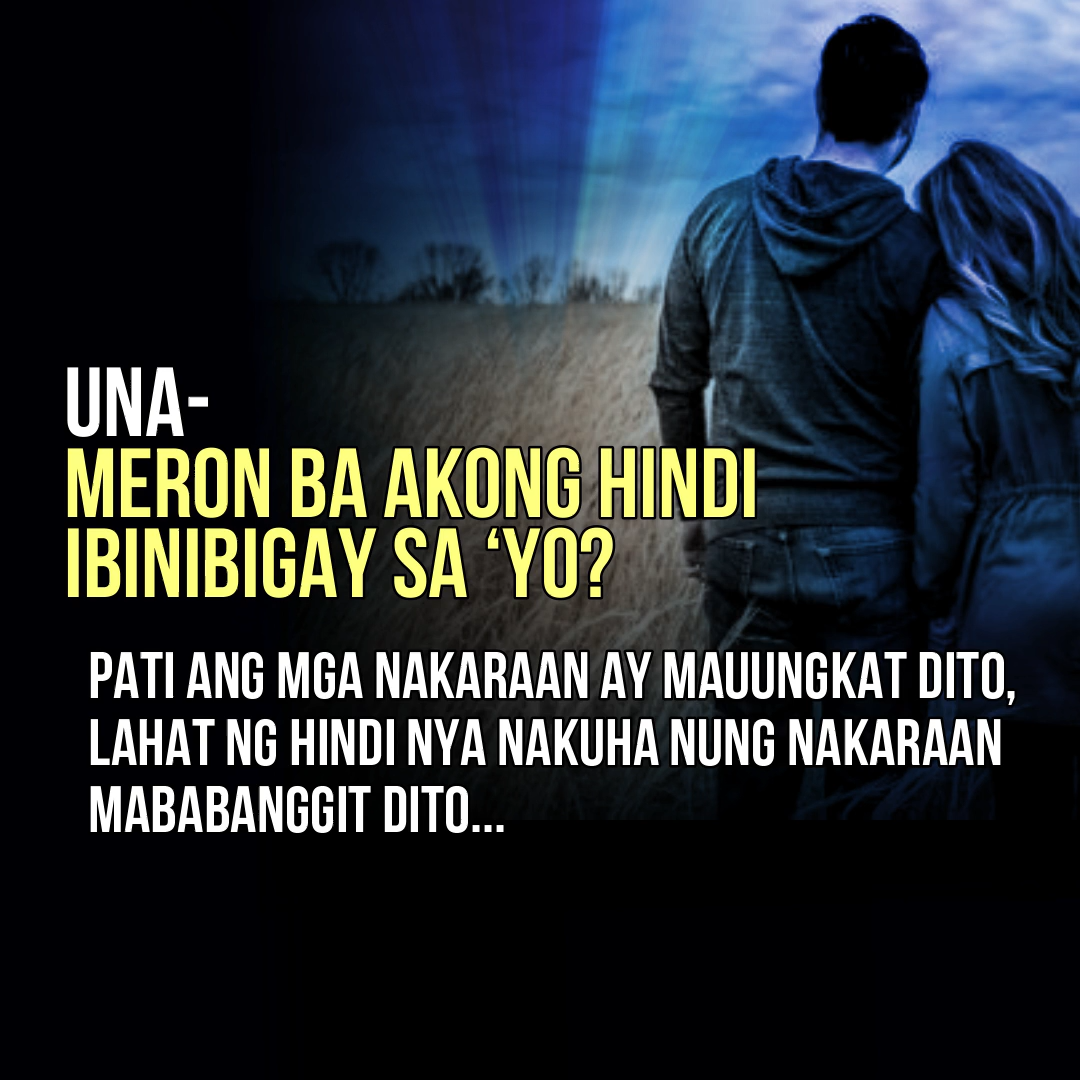 UNA-
MERON BA AKONG HINDI
IBINIBIGAY SA ‘YO?
PATI ANG MGA NAKARAAN AY MAUUNGKAT DITO,
LAHAT NG HINDI NYA NAKUHA NUNG NAKARAAN
MABABANGGIT DITO...